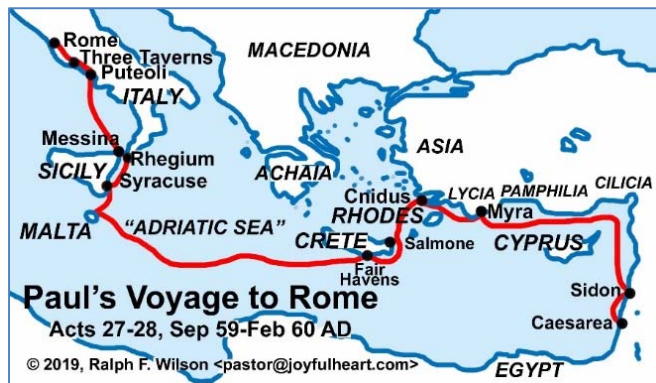 Rome
Three Taverns
Puteoli
ITALY
MACEDONIA
Messina
Rhegium
SICILY
Syracuse
MALTA
"ADRIATIC SEA"
ACHAIA
ASIA
Cnidus
RHODES
LYCIA
PAMPHILIA
CILICIA
Myra
CRETE
Salmone
Fair
Havens
CYPRUS
Sidon
Caesarea
EGYPT
Paul's Voyage to Rome
Acts 27-28, Sep 59-Feb 60 AD
© 2019, Ralph F. Wilson <pastor@joyfulheart.com>